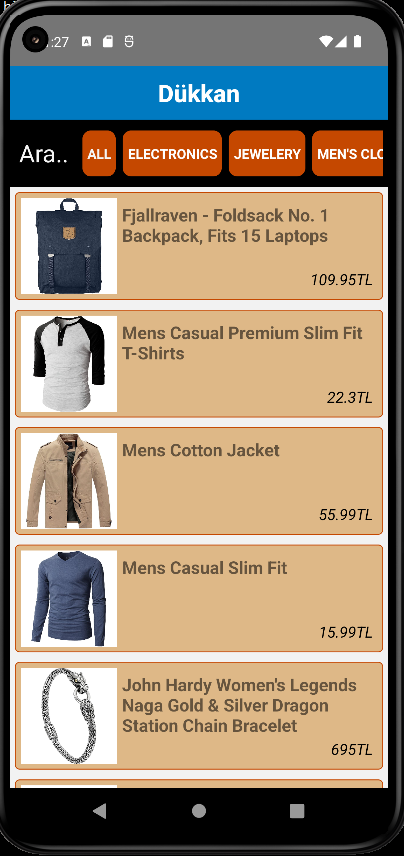 :27
Dükkan
Ara..
ALL
ELECTRONICS
JEWELERY
MEN'S CLO
Fjallraven - Foldsack No. 1
Backpack, Fits 15 Laptops
109.95TL
Mens Casual Premium Slim Fit
T-Shirts
22.3TL
Mens Cotton Jacket
55.99TL
Mens Casual Slim Fit
15.99TL
John Hardy Women's Legends
Naga Gold & Silver Dragon
Station Chain Bracelet
695TL